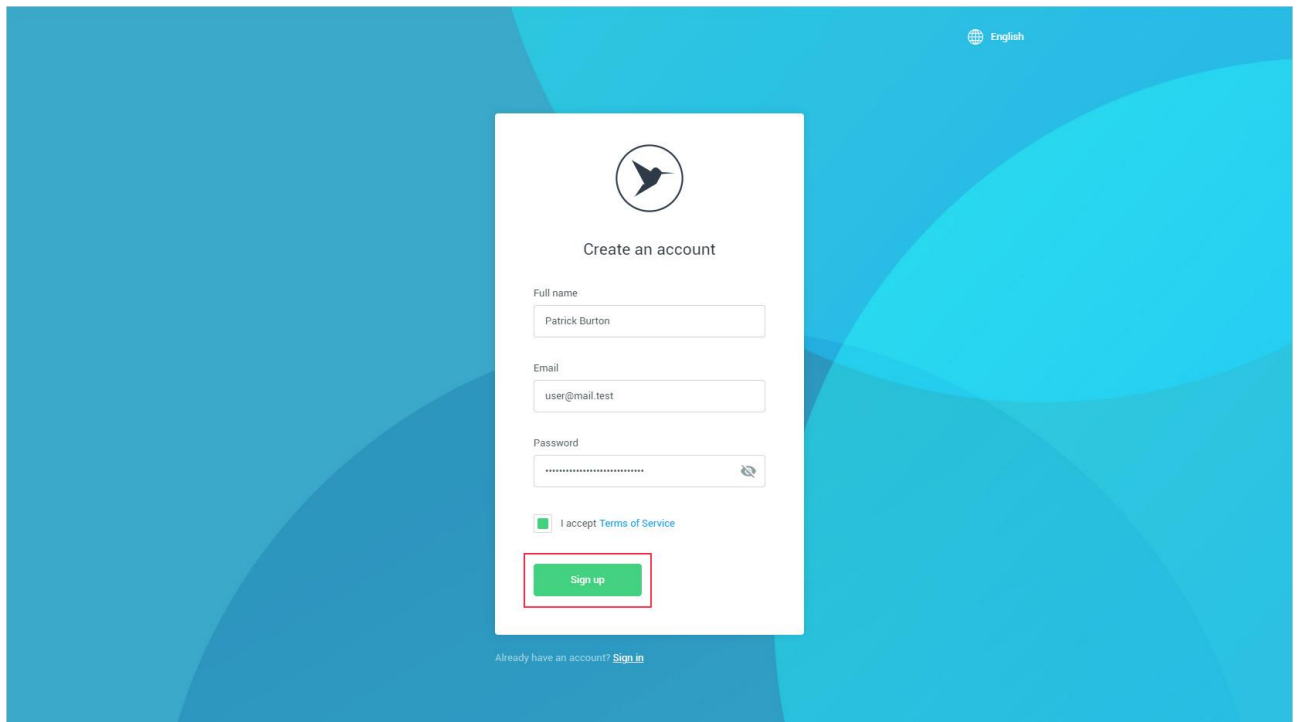 English
Create an account
Full name
Patrick Burton
Email
user@mail.test
Password
I accept Terms of Service
Sign up
Already have an account? Sign in